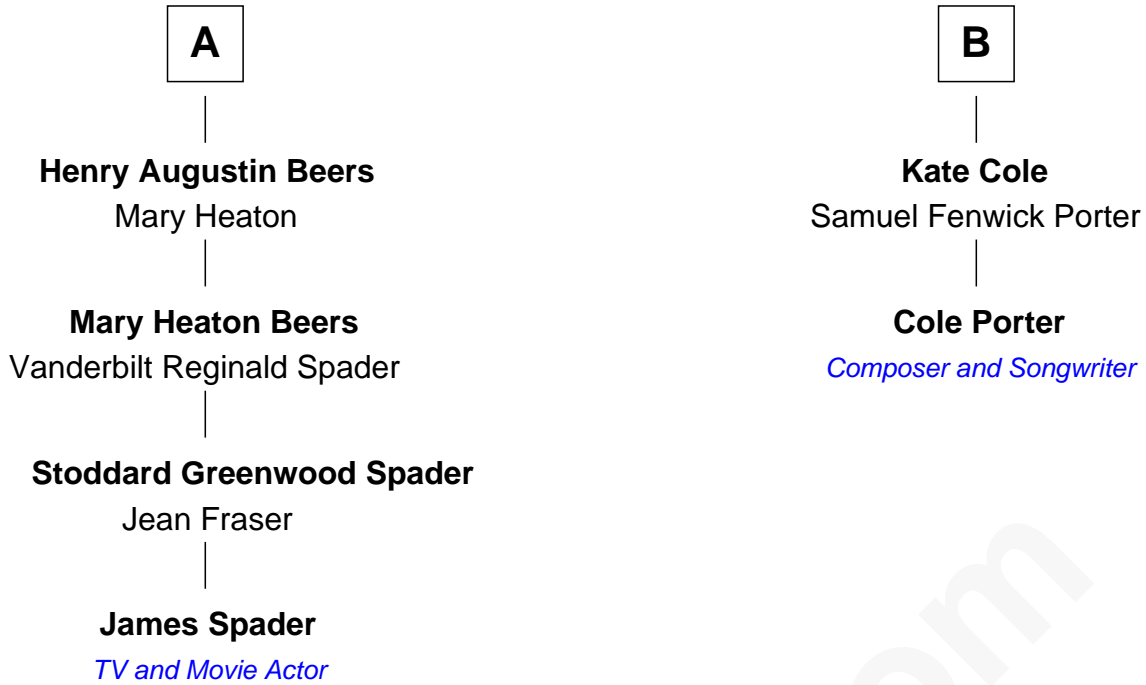 A
Henry Augustin Beers
Mary Heaton
Mary Heaton Beers
Vanderbilt Reginald Spader
Stoddard Greenwood Spader
Jean Fraser
James Spader
TV and Movie Actor
B
Kate Cole
Samuel Fenwick Porter
Cole Porter
Composer and Songwriter
om